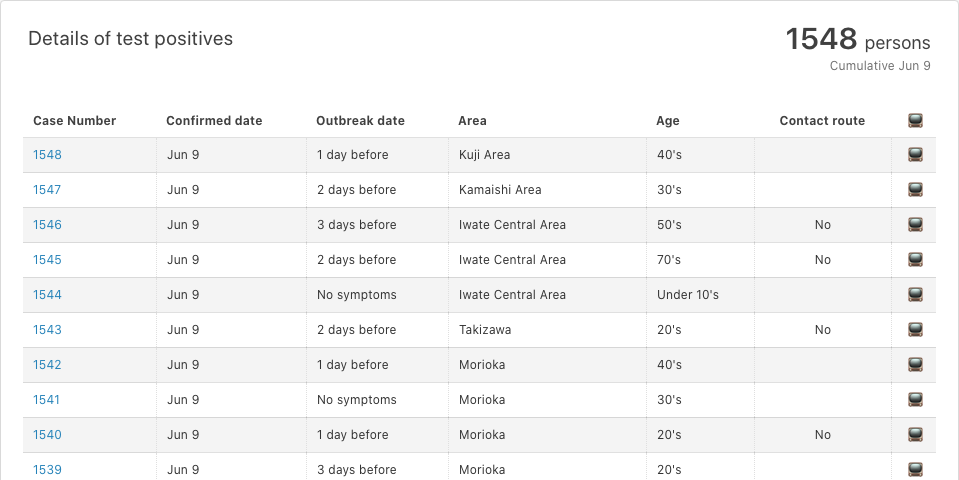 Details of test positives
1548 persons
Cumulative Jun 9
Case Number Confirmed date Outbreak date Area Age Contact route
1548 Jun 9 1 day before Kuji Area 40's
1547 Jun 9 2 days before Kamaishi Area 30's
1546 Jun 9 3 days before Iwate Central Area 50's No
1545 Jun 9 2 days before Iwate Central Area 70's No
1544 Jun 9 No symptoms Iwate Central Area Under 10's
1543 Jun 9 2 days before Takizawa 20's No
1542 Jun 9 1 day before Morioka 40's
1541 Jun 9 No symptoms Morioka 30's
1540 Jun 9 1 day before Morioka 20's No
1539 Jun 9 3 days before Morioka 20's